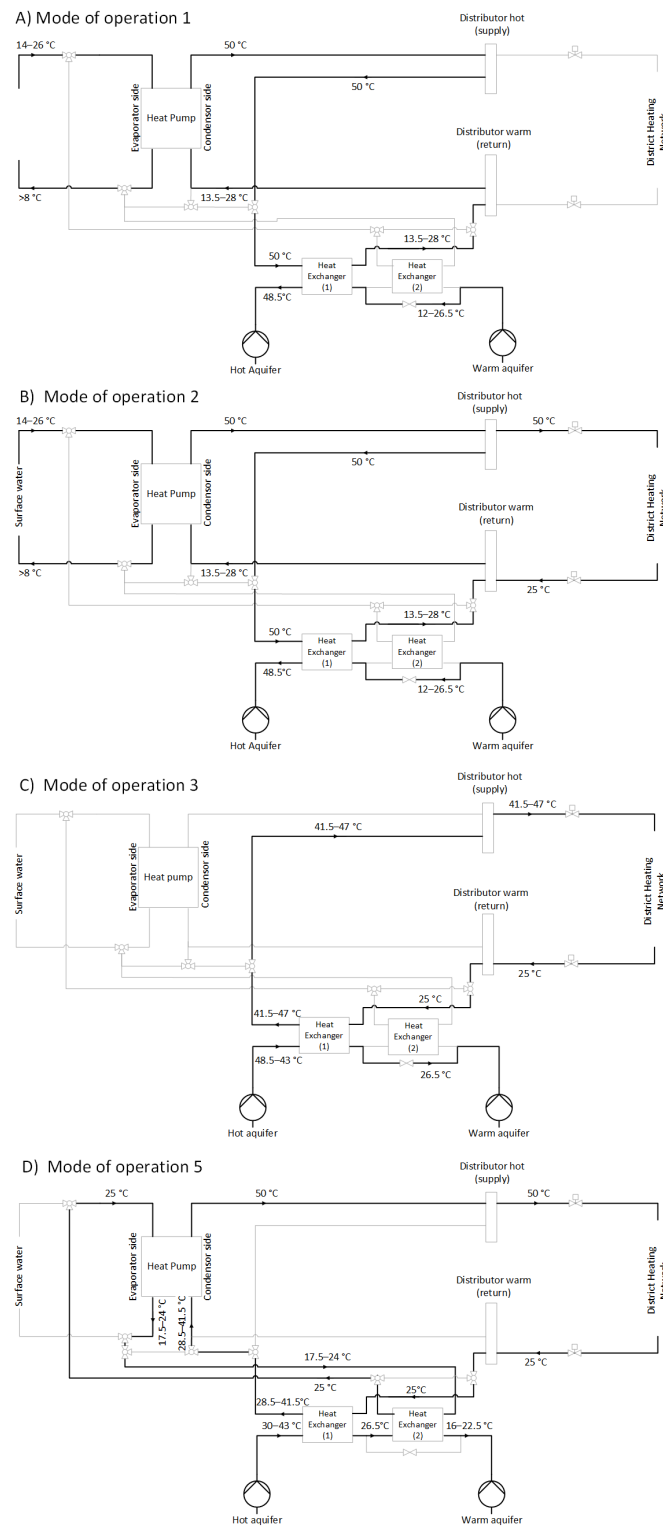 A) Mode of operation 1
Distributor hot
(supply)
14–26 °C
50 °C
50 °C
Evaporator side
Heat Pump
Condensor side
Distributor warm
(return)
District Heating
Network
>8 °C
13.5–28 °C
13.5–28 °C
50 °C
Heat
Exchanger
(1)
Heat
Exchanger
(2)
48.5°C
12–26.5 °C
Hot Aquifer
Warm aquifer
B) Mode of operation 2
Distributor hot
(supply)
14–26 °C
50 °C
50 °C
50 °C
Surface water
Evaporator side
Heat Pump
Condensor side
Distributor warm
(return)
District Heating
Network
>8 °C
13.5–28 °C
25 °C
13.5–28 °C
50 °C
Heat
Exchanger
(1)
Heat
Exchanger
(2)
48.5°C
12–26.5 °C
Hot Aquifer
Warm aquifer
C) Mode of operation 3
Distributor hot
(supply)
41.5–47 °C
41.5–47 °C
Surface water
Evaporator side
Heat pump
Condensor side
Distributor warm
(return)
District Heating
Network
25 °C
25 °C
41.5–47 °C
Heat
Exchanger
(1)
Heat
Exchanger
(2)
48.5–43 °C
26.5 °C
Hot aquifer
Warm aquifer
D) Mode of operation 5
Distributor hot
(supply)
25 °C
50 °C
50 °C
Surface water
Evaporator side
Heat Pump
Condensor side
Distributor warm
(return)
District Heating
Network
17.5–24 °C
28.5–41.5 °C
17.5–24 °C
25 °C
25 °C
25°C
28.5–41.5°C
Heat
Exchanger
(1)
Heat
Exchanger
(2)
30–43°C
26.5°C
16–22.5 °C
Hot aquifer
Warm aquifer